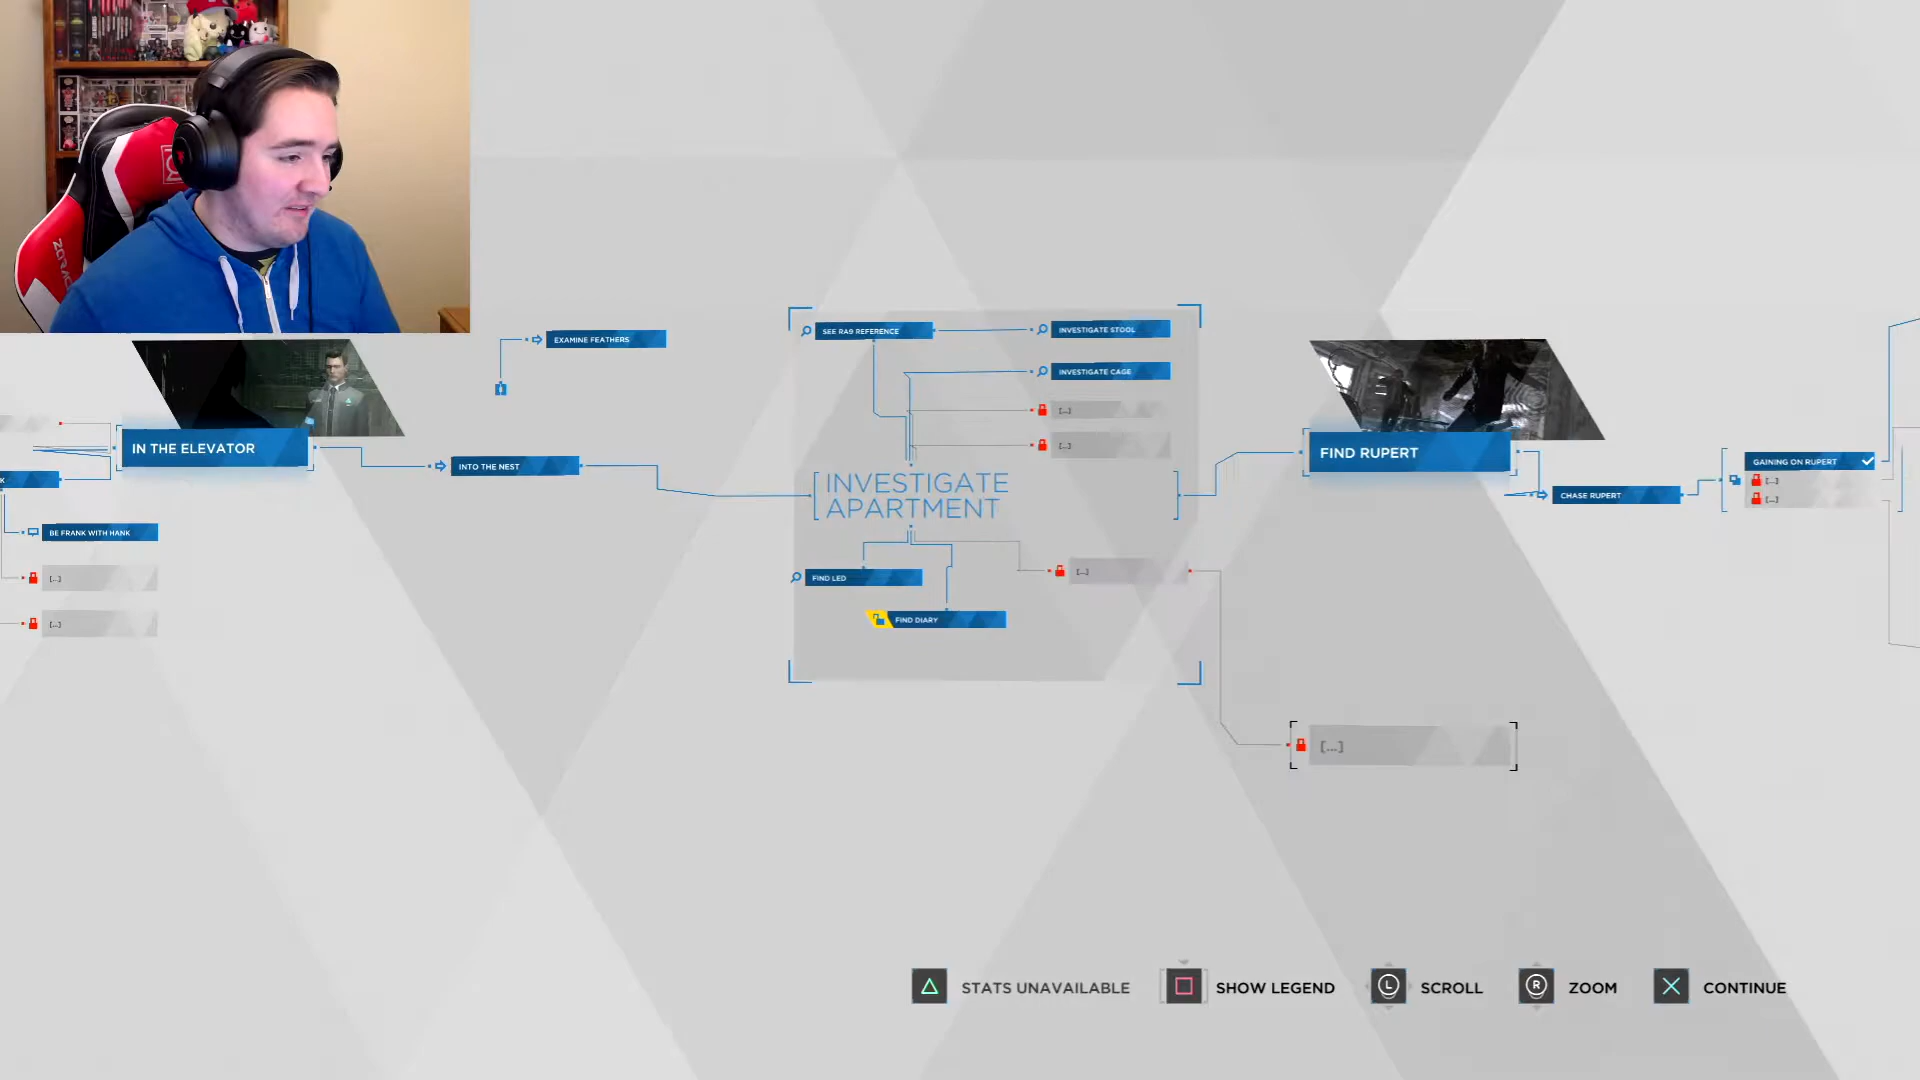 EXAMINE FEATHERS
SEE RA9 REFERENCE
INVESTIGATE STOOL
INVESTIGATE CAGE
[...]
[...]
IN THE ELEVATOR
INTO THE NEST
INVESTIGATE
APARTMENT
FIND RUPERT
GAINING ON RUPERT
[...]
[...]
CHASE RUPERT
K
BE FRANK WITH HANK
[...]
[...]
FIND LED
[...]
FIND DIARY
[...]
STATS UNAVAILABLE
SHOW LEGEND
L
SCROLL
R
ZOOM
CONTINUE